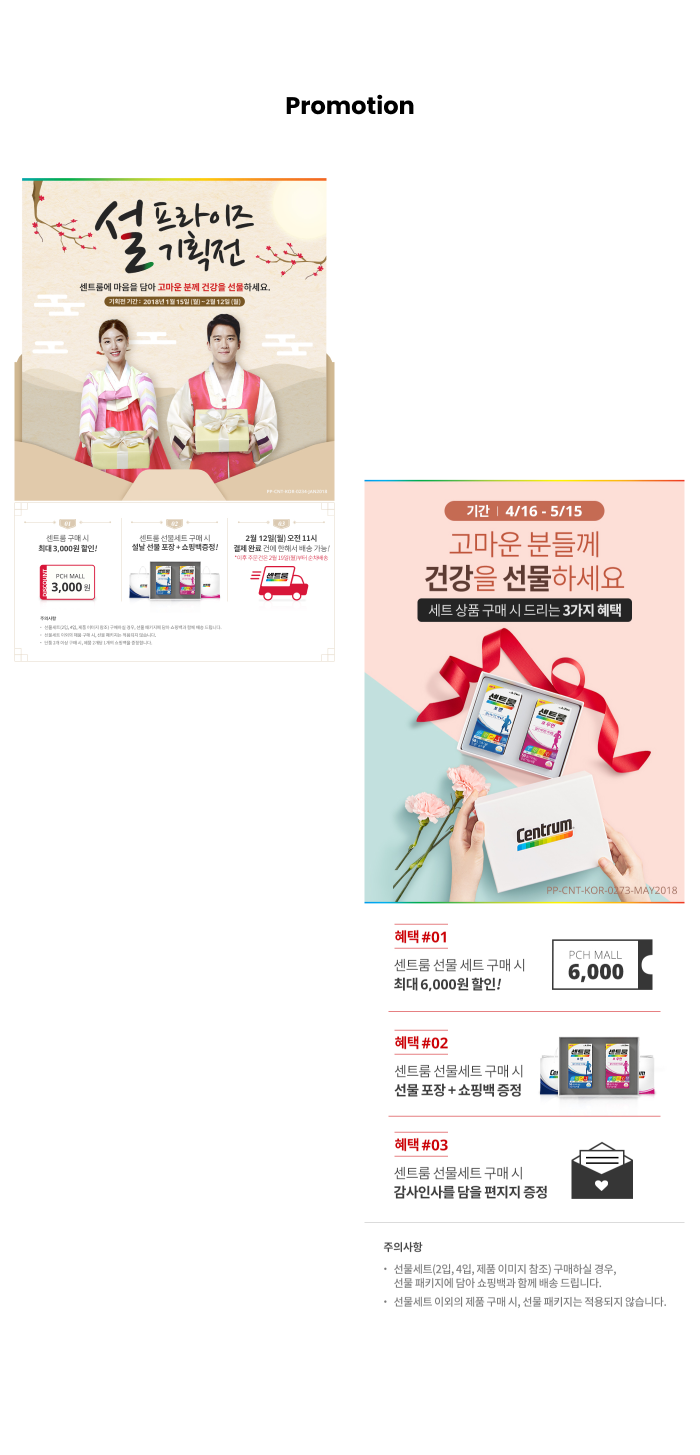 Promotion
설 프라이즈
기획전
센트룸에 마음을 담아 고마운 분께 건강을 선물하세요.
기획전 기간 : 2018년 1월 15일 (월) ~ 2월 12일 (월)
PP-CNT-KOR-0238-JAN2018
01
센트룸 구매 시
최대 3,000원 할인!
DISCOUNT
PCH MALL
3,000 원
02
센트룸 선물세트 구매 시
설날 선물 포장 + 쇼핑백증정!
03
2월 12일(월) 오전 11시
결제 완료 건에 한해서 배송 가능!
센트룸
주의사항
기간 | 4/16 - 5/15
고마운 분들께
건강을 선물하세요
세트 상품 구매 시 드리는 3가지 혜택
센트룸
포 맨
센트룸
포 우먼
Centrum
PP-CNT-KOR-0273-MAY2018
혜택 #01
센트룸 선물 세트 구매 시
최대 6,000원 할인!
PCH MALL
6,000
혜택 #02
센트룸 선물세트 구매 시
선물 포장 + 쇼핑백 증정
혜택 #03
센트룸 선물세트 구매 시
감사인사를 담을 편지지 증정
주의사항
• 선물세트(2입, 4입, 제품 이미지 참조) 구매하실 경우,
선물 패키지에 담아 쇼핑백과 함께 배송 드립니다.
• 선물세트 이외의 제품 구매 시, 선물 패키지는 적용되지 않습니다.